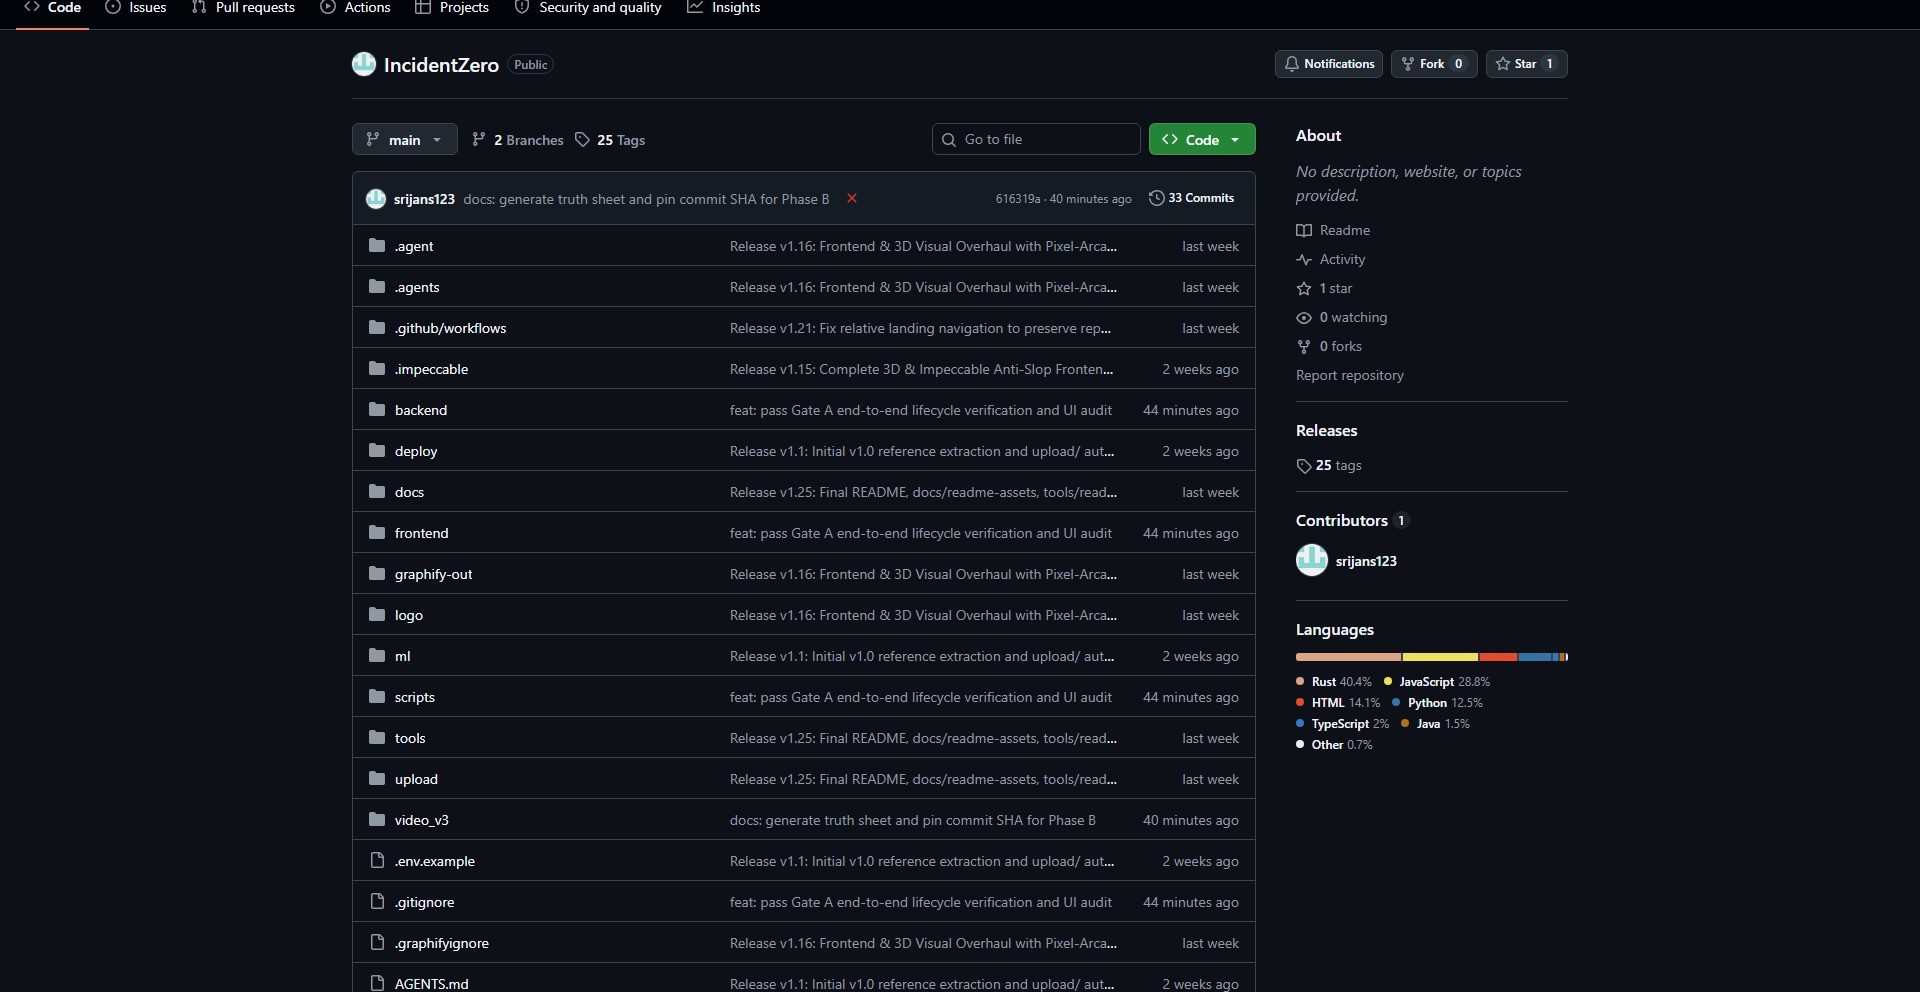 Code Issues Pull requests Actions Projects Security and quality Insights
IncidentZero Public
Notifications Fork 0 Star 1
main 2 Branches 25 Tags
Go to file Code
srijans123 docs: generate truth sheet and pin commit SHA for Phase B 616319a · 40 minutes ago 33 Commits
.agent Release v1.16: Frontend & 3D Visual Overhaul with Pixel-Arca... last week
.agents Release v1.16: Frontend & 3D Visual Overhaul with Pixel-Arca... last week
.github/workflows Release v1.21: Fix relative landing navigation to preserve rep... last week
.impeccable Release v1.15: Complete 3D & Impeccable Anti-Slop Fronten... 2 weeks ago
backend feat: pass Gate A end-to-end lifecycle verification and UI audit 44 minutes ago
deploy Release v1.1: Initial v1.0 reference extraction and upload/ aut... 2 weeks ago
docs Release v1.25: Final README, docs/readme-assets, tools/read... last week
frontend feat: pass Gate A end-to-end lifecycle verification and UI audit 44 minutes ago
graphify-out Release v1.16: Frontend & 3D Visual Overhaul with Pixel-Arca... last week
logo Release v1.16: Frontend & 3D Visual Overhaul with Pixel-Arca... last week
ml Release v1.1: Initial v1.0 reference extraction and upload/ aut... 2 weeks ago
scripts feat: pass Gate A end-to-end lifecycle verification and UI audit 44 minutes ago
tools Release v1.25: Final README, docs/readme-assets, tools/read... last week
upload Release v1.25: Final README, docs/readme-assets, tools/read... last week
video_v3 docs: generate truth sheet and pin commit SHA for Phase B 40 minutes ago
.env.example Release v1.1: Initial v1.0 reference extraction and upload/ aut... 2 weeks ago
.gitignore feat: pass Gate A end-to-end lifecycle verification and UI audit 44 minutes ago
.graphifyignore Release v1.16: Frontend & 3D Visual Overhaul with Pixel-Arca... last week
AGENTS.md Release v1.1: Initial v1.0 reference extraction and upload/ aut... 2 weeks ago
About
No description, website, or topics
provided.
Readme
Activity
1 star
0 watching
0 forks
Report repository
Releases
25 tags
Contributors 1
srijans123
Languages
Rust 40.4% JavaScript 28.8%
HTML 14.1% Python 12.5%
TypeScript 2% Java 1.5%
Other 0.7%